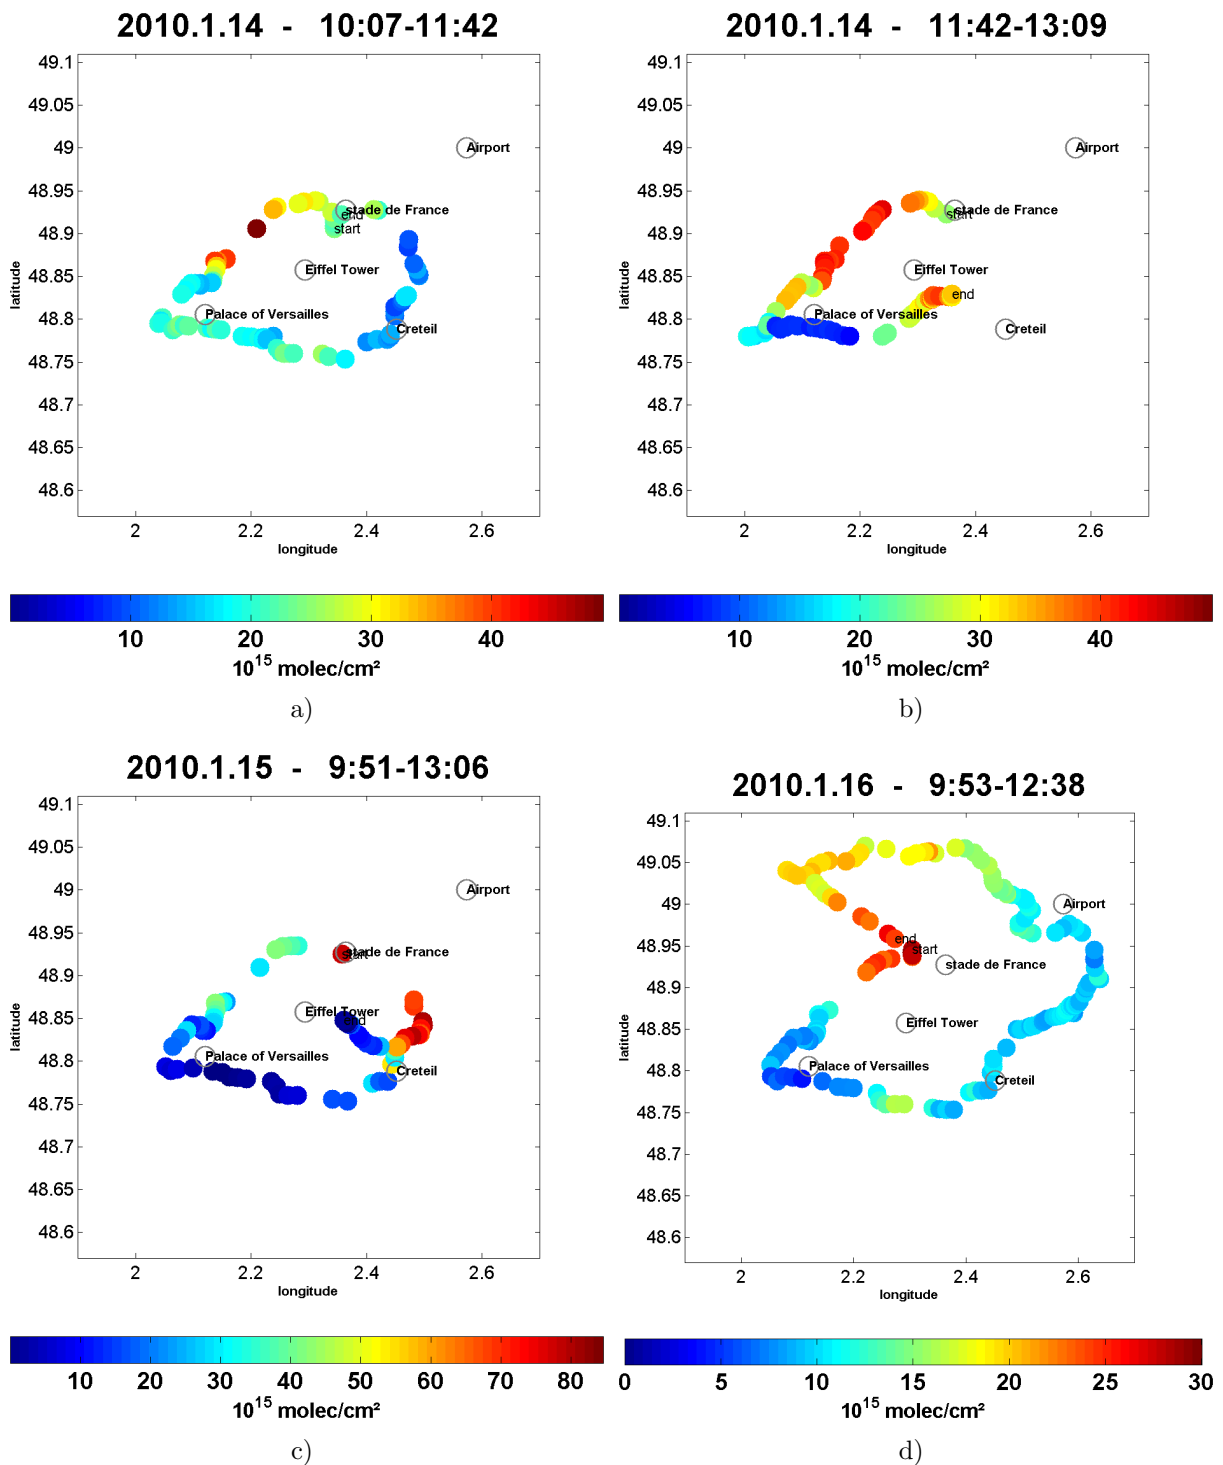 2010.1.14 - 10:07-11:42
49.1
49.05
49
48.95
48.9
48.85
48.8
48.75
48.7
48.65
48.6
latitude
Airport
stade de France
end
start
Eiffel Tower
Palace of Versailles
Creteil
2 2.2 2.4 2.6
longitude
10 20 30 40
10¹⁵ molec/cm²
a)
2010.1.14 - 11:42-13:09
49.1
49.05
49
48.95
48.9
48.85
48.8
48.75
48.7
48.65
48.6
latitude
Airport
stade de France
start
Eiffel Tower
end
Palace of Versailles
Creteil
2 2.2 2.4 2.6
longitude
10 20 30 40
10¹⁵ molec/cm²
b)
2010.1.15 - 9:51-13:06
49.1
49.05
49
48.95
48.9
48.85
48.8
48.75
48.7
48.65
48.6
latitude
Airport
stade de France
start
Eiffel Tower
end
Palace of Versailles
Creteil
2 2.2 2.4 2.6
longitude
10 20 30 40 50 60 70 80
10¹⁵ molec/cm²
c)
2010.1.16 - 9:53-12:38
49.1
49.05
49
48.95
48.9
48.85
48.8
48.75
48.7
48.65
48.6
latitude
Airport
end
start
stade de France
Eiffel Tower
Palace of Versailles
Creteil
2 2.2 2.4 2.6
longitude
0 5 10 15 20 25 30
10¹⁵ molec/cm²
d)